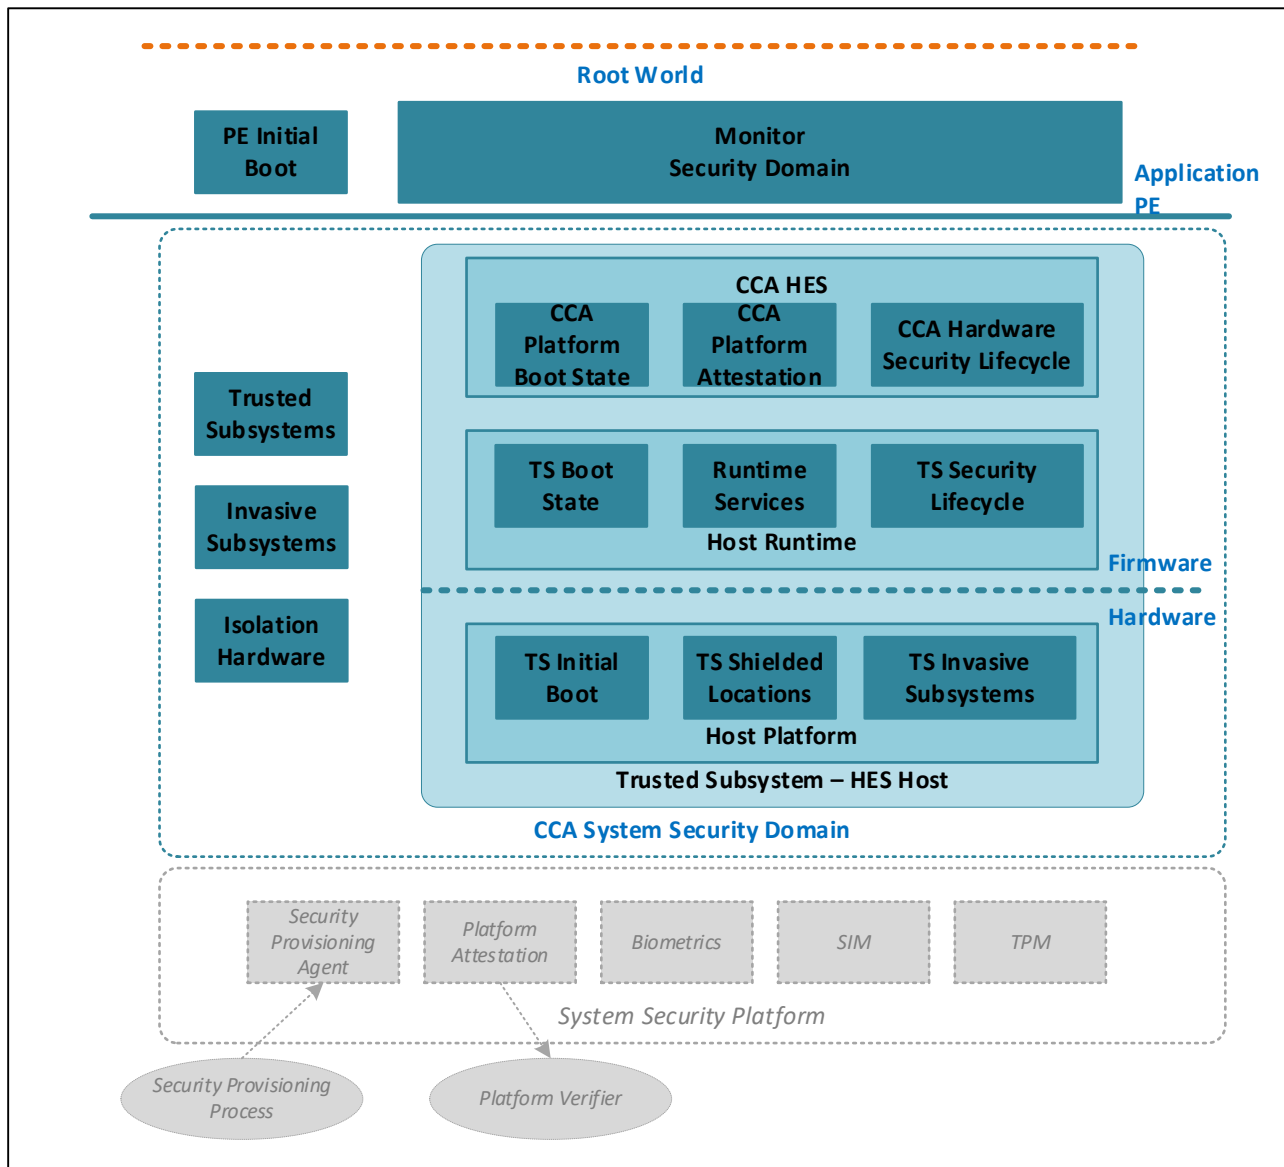 Root World
PE Initial
Boot
Monitor
Security Domain
Application
PE
CCA HES
CCA
Platform
Boot State
CCA
Platform
Attestation
CCA Hardware
Security Lifecycle
Trusted
Subsystems
TS Boot
State
Runtime
Services
TS Security
Lifecycle
Host Runtime
Invasive
Subsystems
Firmware
Hardware
Isolation
Hardware
TS Initial
Boot
TS Shielded
Locations
TS Invasive
Subsystems
Host Platform
Trusted Subsystem – HES Host
CCA System Security Domain
Security
Provisioning
Agent
Platform
Attestation
Biometrics
SIM
TPM
System Security Platform
Security Provisioning
Process
Platform Verifier